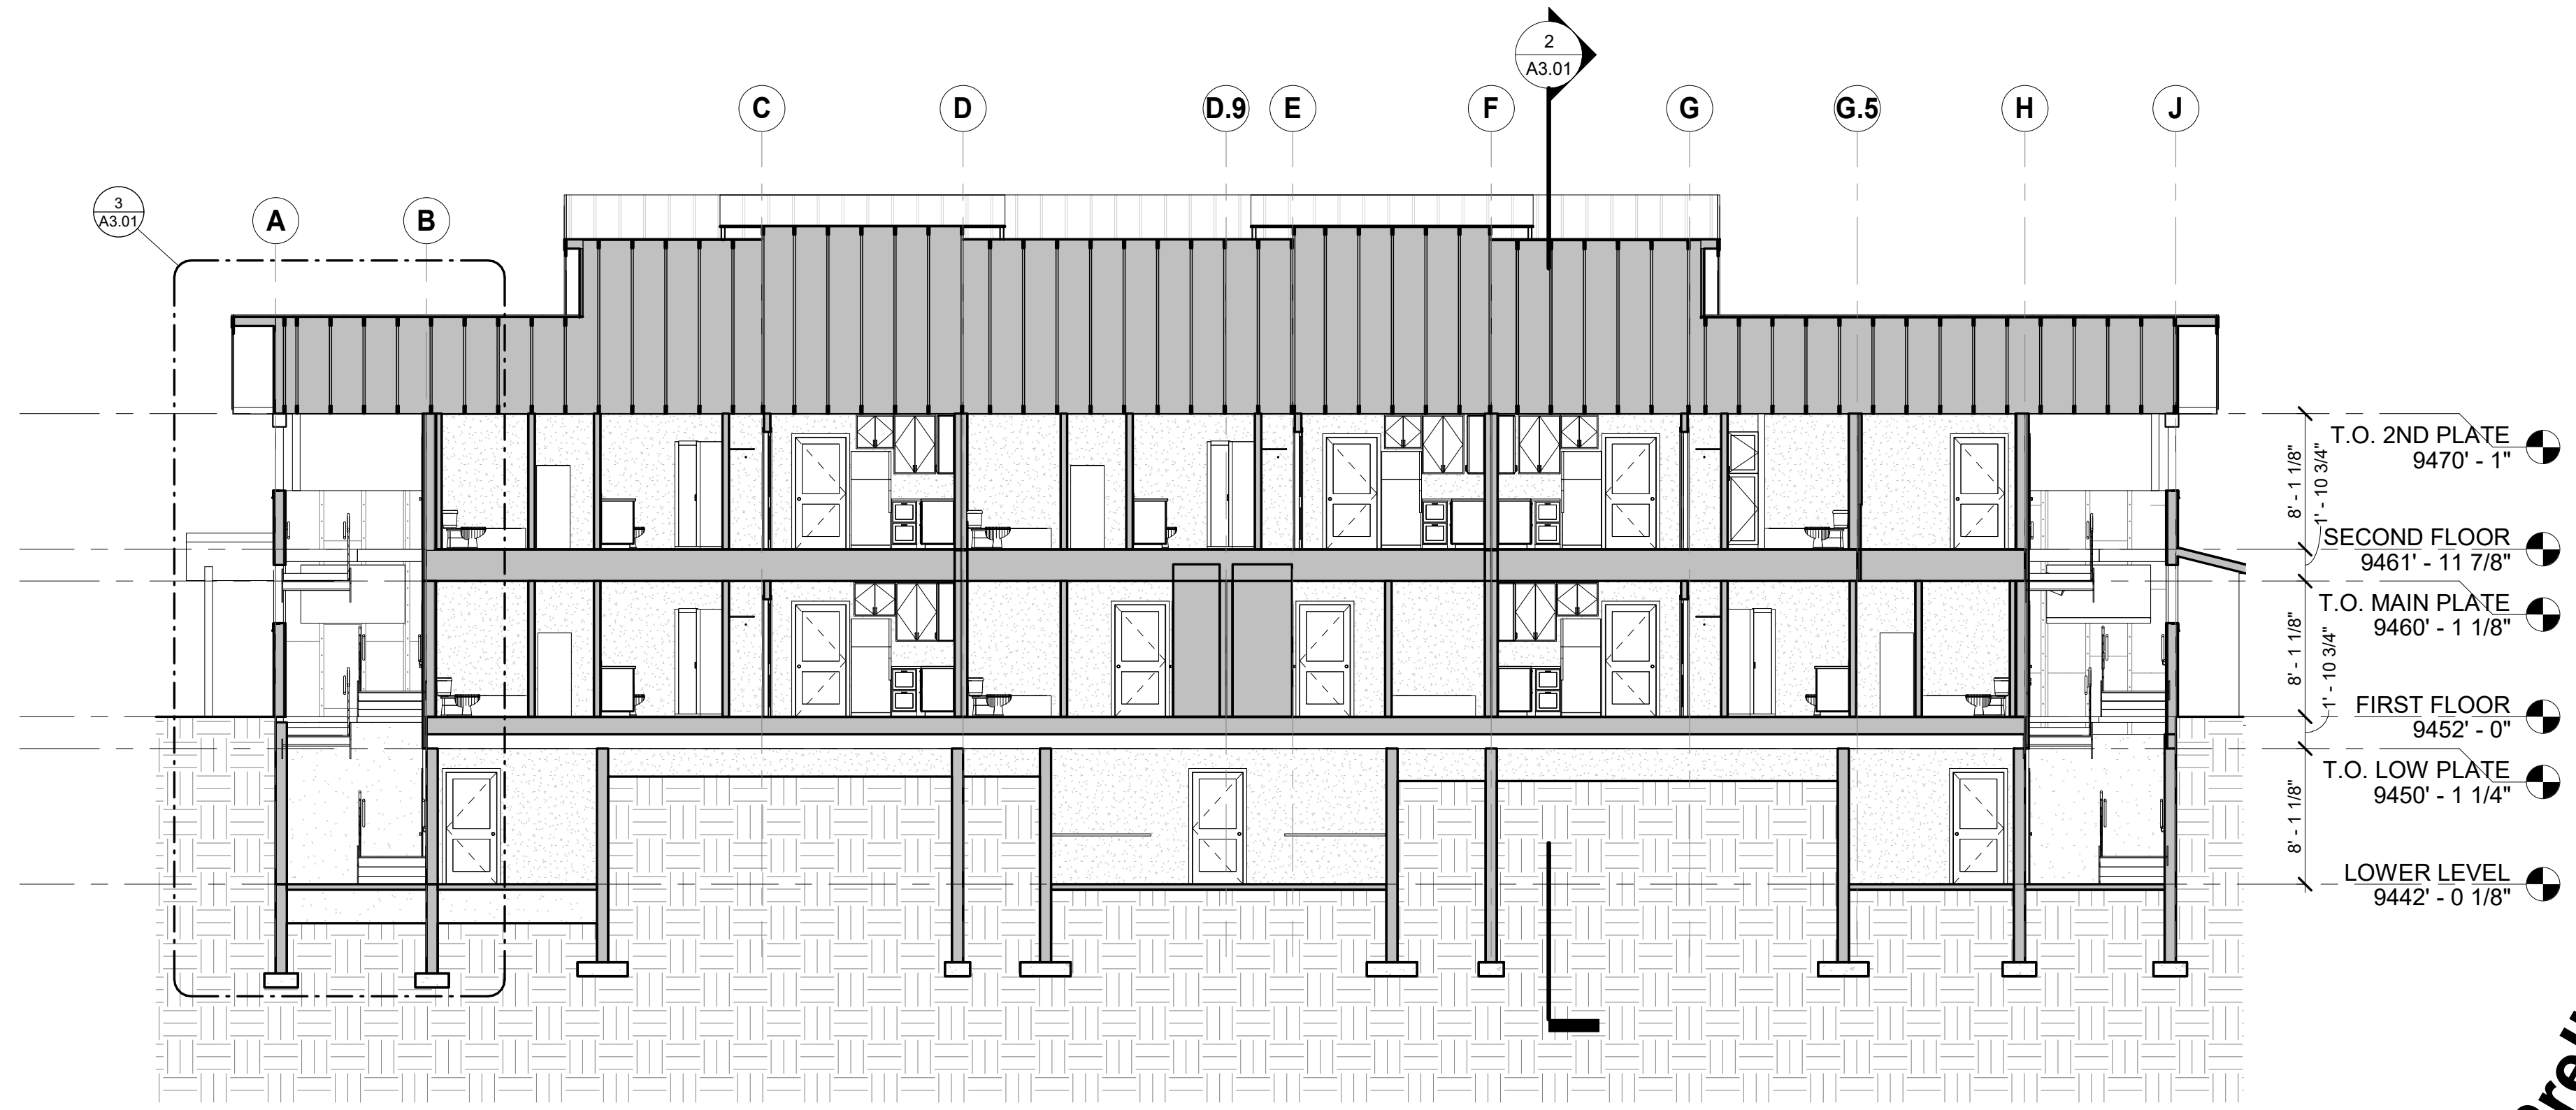 2
A3.01
C
D
D.9
E
F
G
G.5
H
J
3
A3.01
A
B
T.O. 2ND PLATE
9470' - 1"
8' - 1 1/8"
1' - 10 3/4"
SECOND FLOOR
9461' - 11 7/8"
T.O. MAIN PLATE
9460' - 1 1/8"
8' - 1 1/8"
1' - 10 3/4"
FIRST FLOOR
9452' - 0"
T.O. LOW PLATE
9450' - 1 1/4"
8' - 1 1/8"
LOWER LEVEL
9442' - 0 1/8"